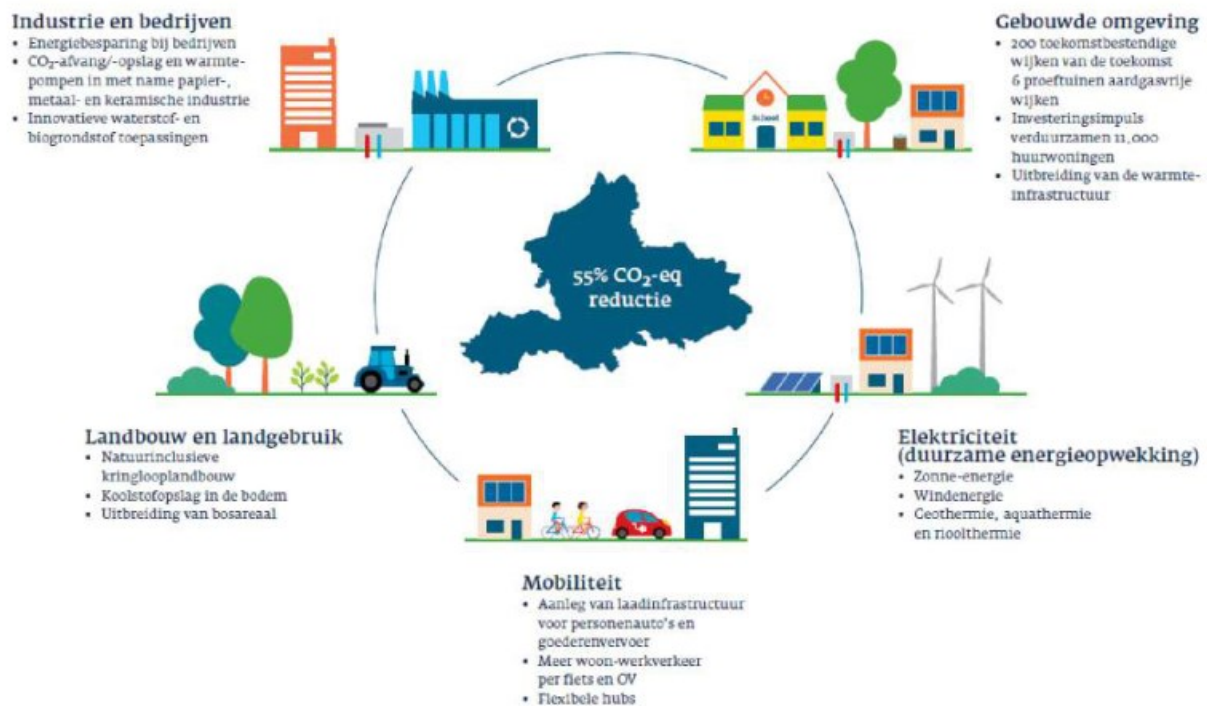 Industrie en bedrijven
• Energiebesparing bij bedrijven
• CO₂-afvang/-opslag en warmte-
pompen in met name papier-,
metaal- en keramische industrie
• Innovatieve waterstof- en
biogrondstof toepassingen
Gebouwde omgeving
• 200 toekomstbestendige
wijken van de toekomst
6 proeftuinen aardgasvrije
wijken
• Investeringsimpuls
verduurzamen 11,000
huurwoningen
• Uitbreiding van de warmte-
infrastructuur
School
55% CO₂-eq
reductie
Landbouw en landgebruik
• Natuurinclusieve
kringlooplandbouw
• Koolstofopslag in de bodem
• Uitbreiding van bosareaal
Elektriciteit
(duurzame energieopwekking)
• Zonne-energie
• Windenergie
• Geothermie, aquathermie
en rioolthermie
Mobiliteit
• Aanleg van laadinfrastructuur
voor personenauto's en
goederenvervoer
• Meer woon-werkverkeer
per fiets en OV
• Flexibele hubs